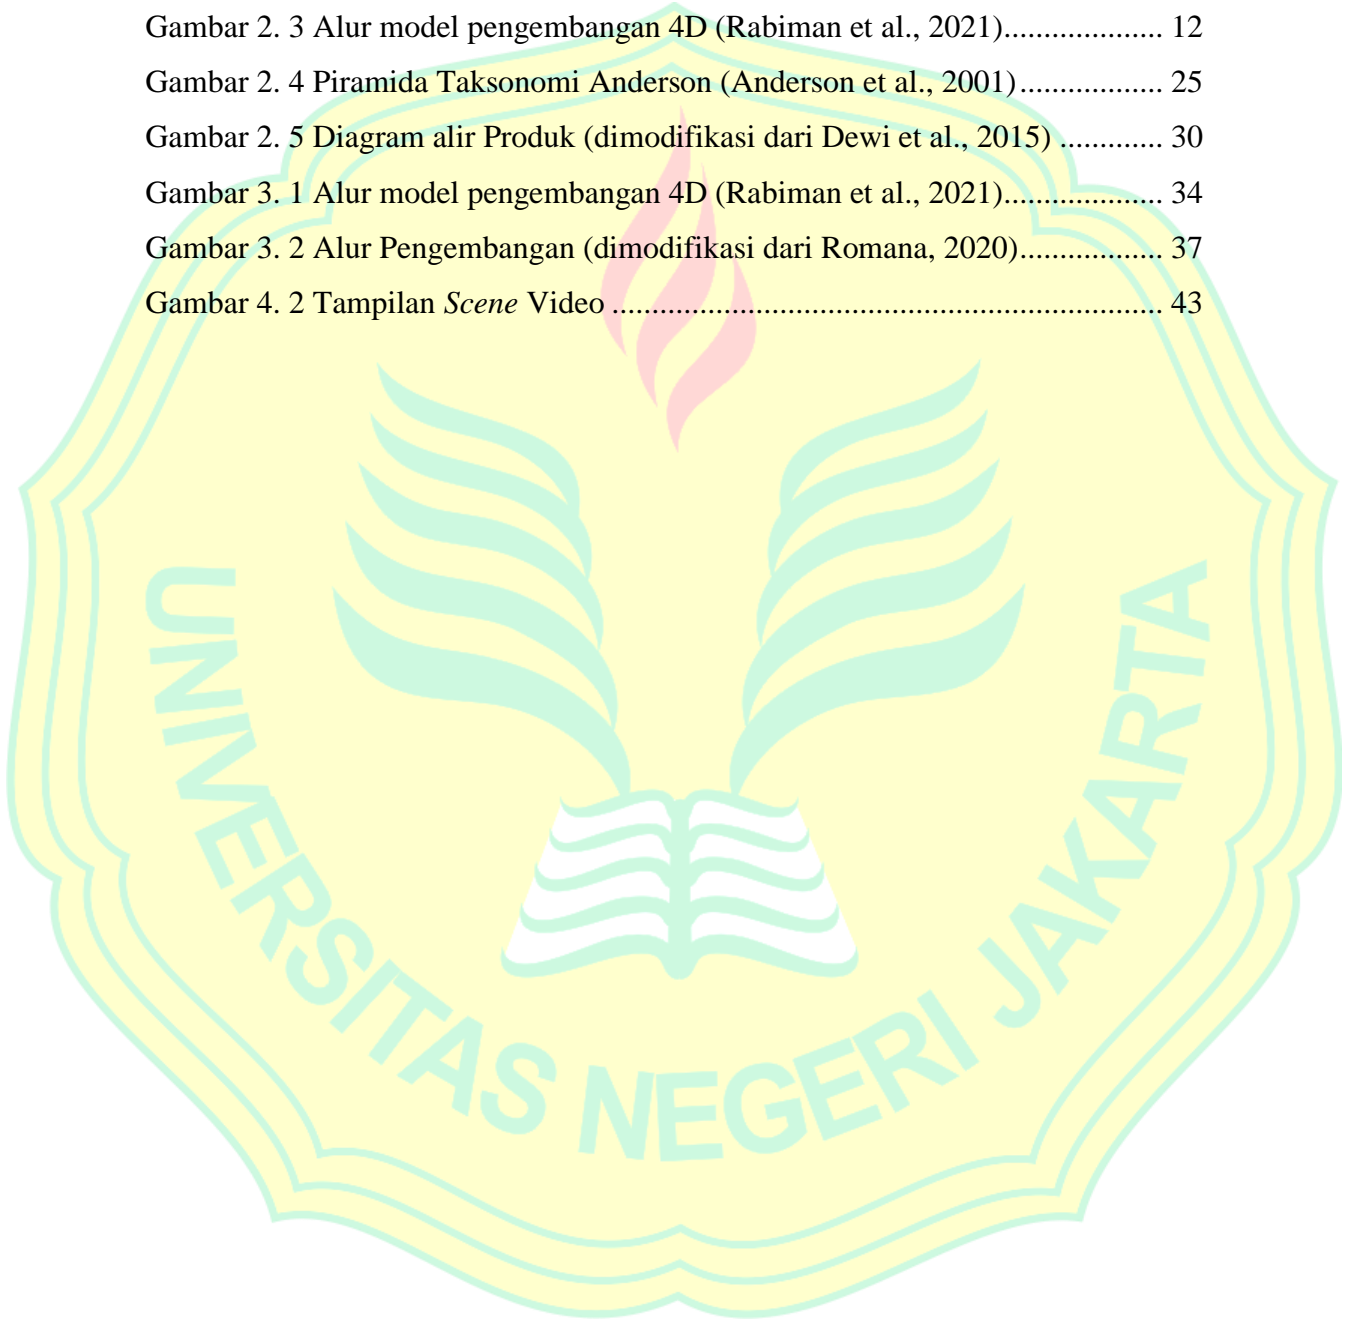 Gambar 2. 3 Alur model pengembangan 4D (Rabiman et al., 2021).................... 12
Gambar 2. 4 Piramida Taksonomi Anderson (Anderson et al., 2001).................. 25
Gambar 2. 5 Diagram alir Produk (dimodifikasi dari Dewi et al., 2015) ............. 30
Gambar 3. 1 Alur model pengembangan 4D (Rabiman et al., 2021).................... 34
Gambar 3. 2 Alur Pengembangan (dimodifikasi dari Romana, 2020).................. 37
Gambar 4. 2 Tampilan Scene Video ..................................................................... 43
UNIVERSITAS NEGERI JAKARTA